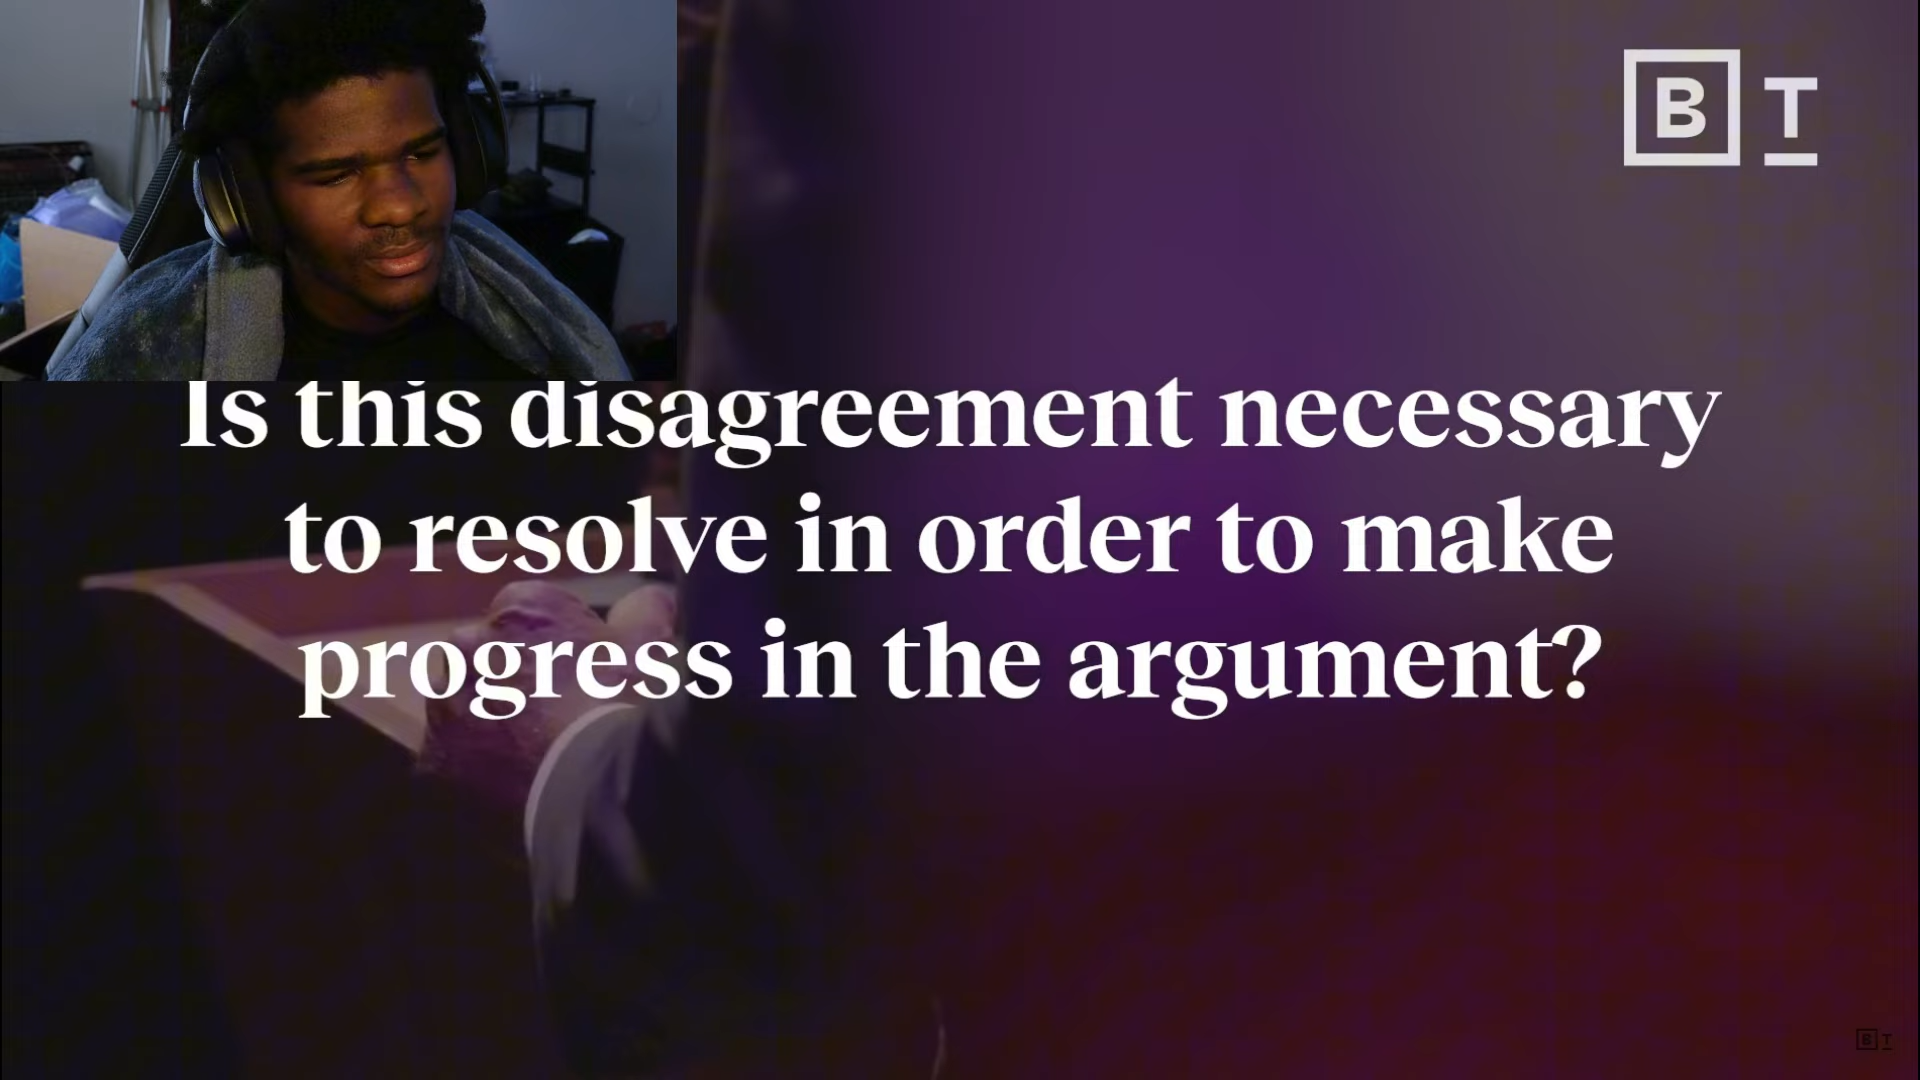 B T
Is this disagreement necessary
to resolve in order to make
progress in the argument?
B T